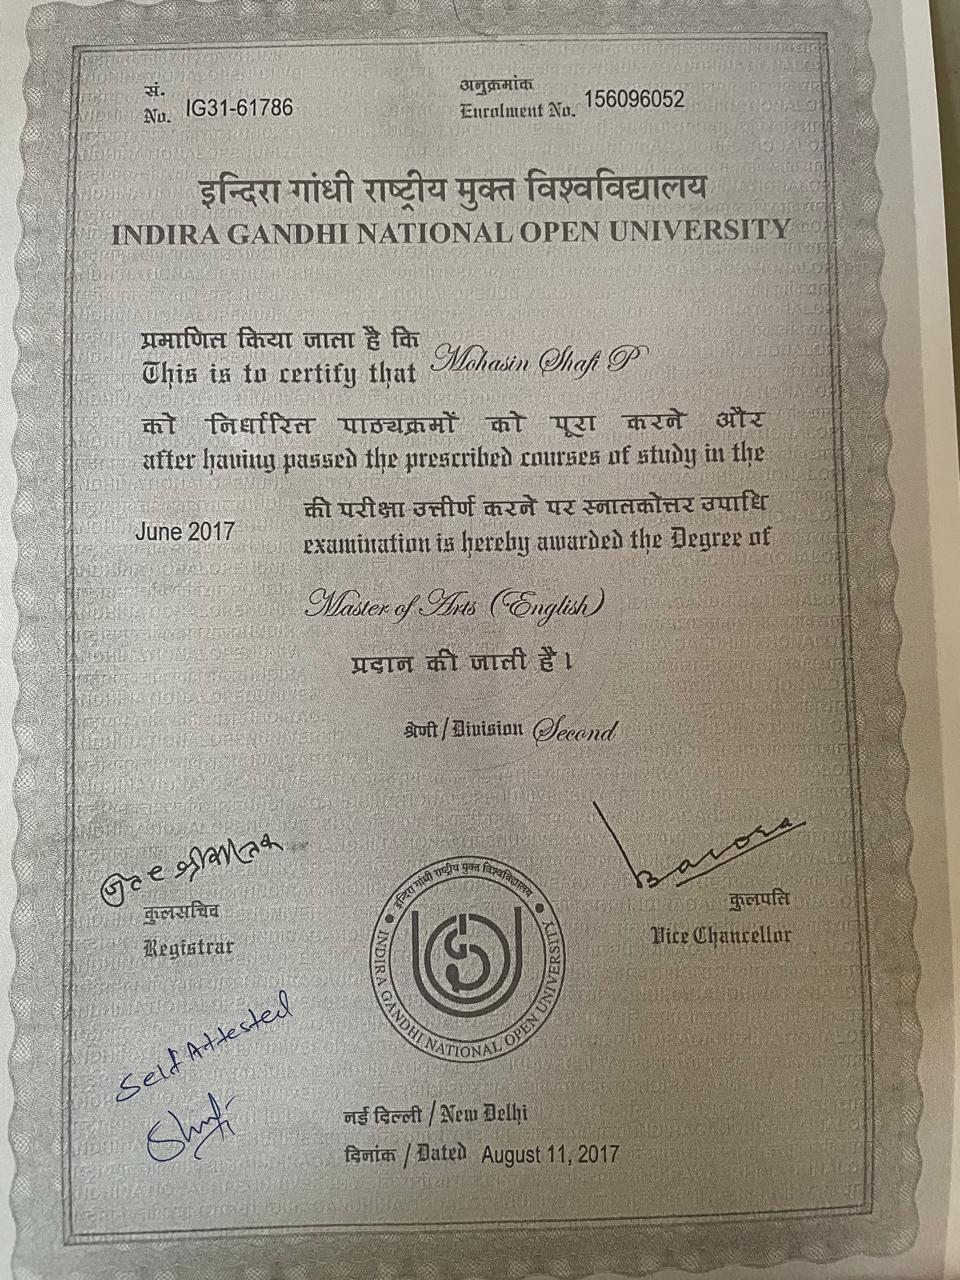 सं.
No. IG31-61786
अनुक्रमांक
Enrolment No. 156096052
इन्दिरा गांधी राष्ट्रीय मुक्त विश्वविद्यालय
INDIRA GANDHI NATIONAL OPEN UNIVERSITY
प्रमाणित किया जाता है कि
This is to certify that Mohasin Shafi P
को निर्धारित पाठ्यक्रमों को पूरा करने और
after having passed the prescribed courses of study in the
की परीक्षा उत्तीर्ण करने पर स्नातकोत्तर उपाधि
June 2017
examination is hereby awarded the Degree of
Master of Arts (English)
प्रदान की जाती है।
श्रेणी / Division Second
कुलसचिव
Registrar
कुलपति
Vice Chancellor
इन्दिरा गांधी राष्ट्रीय मुक्त विश्वविद्यालय
INDIRA GANDHI NATIONAL OPEN UNIVERSITY
Self Attested
नई दिल्ली / New Delhi
दिनांक / Dated August 11, 2017